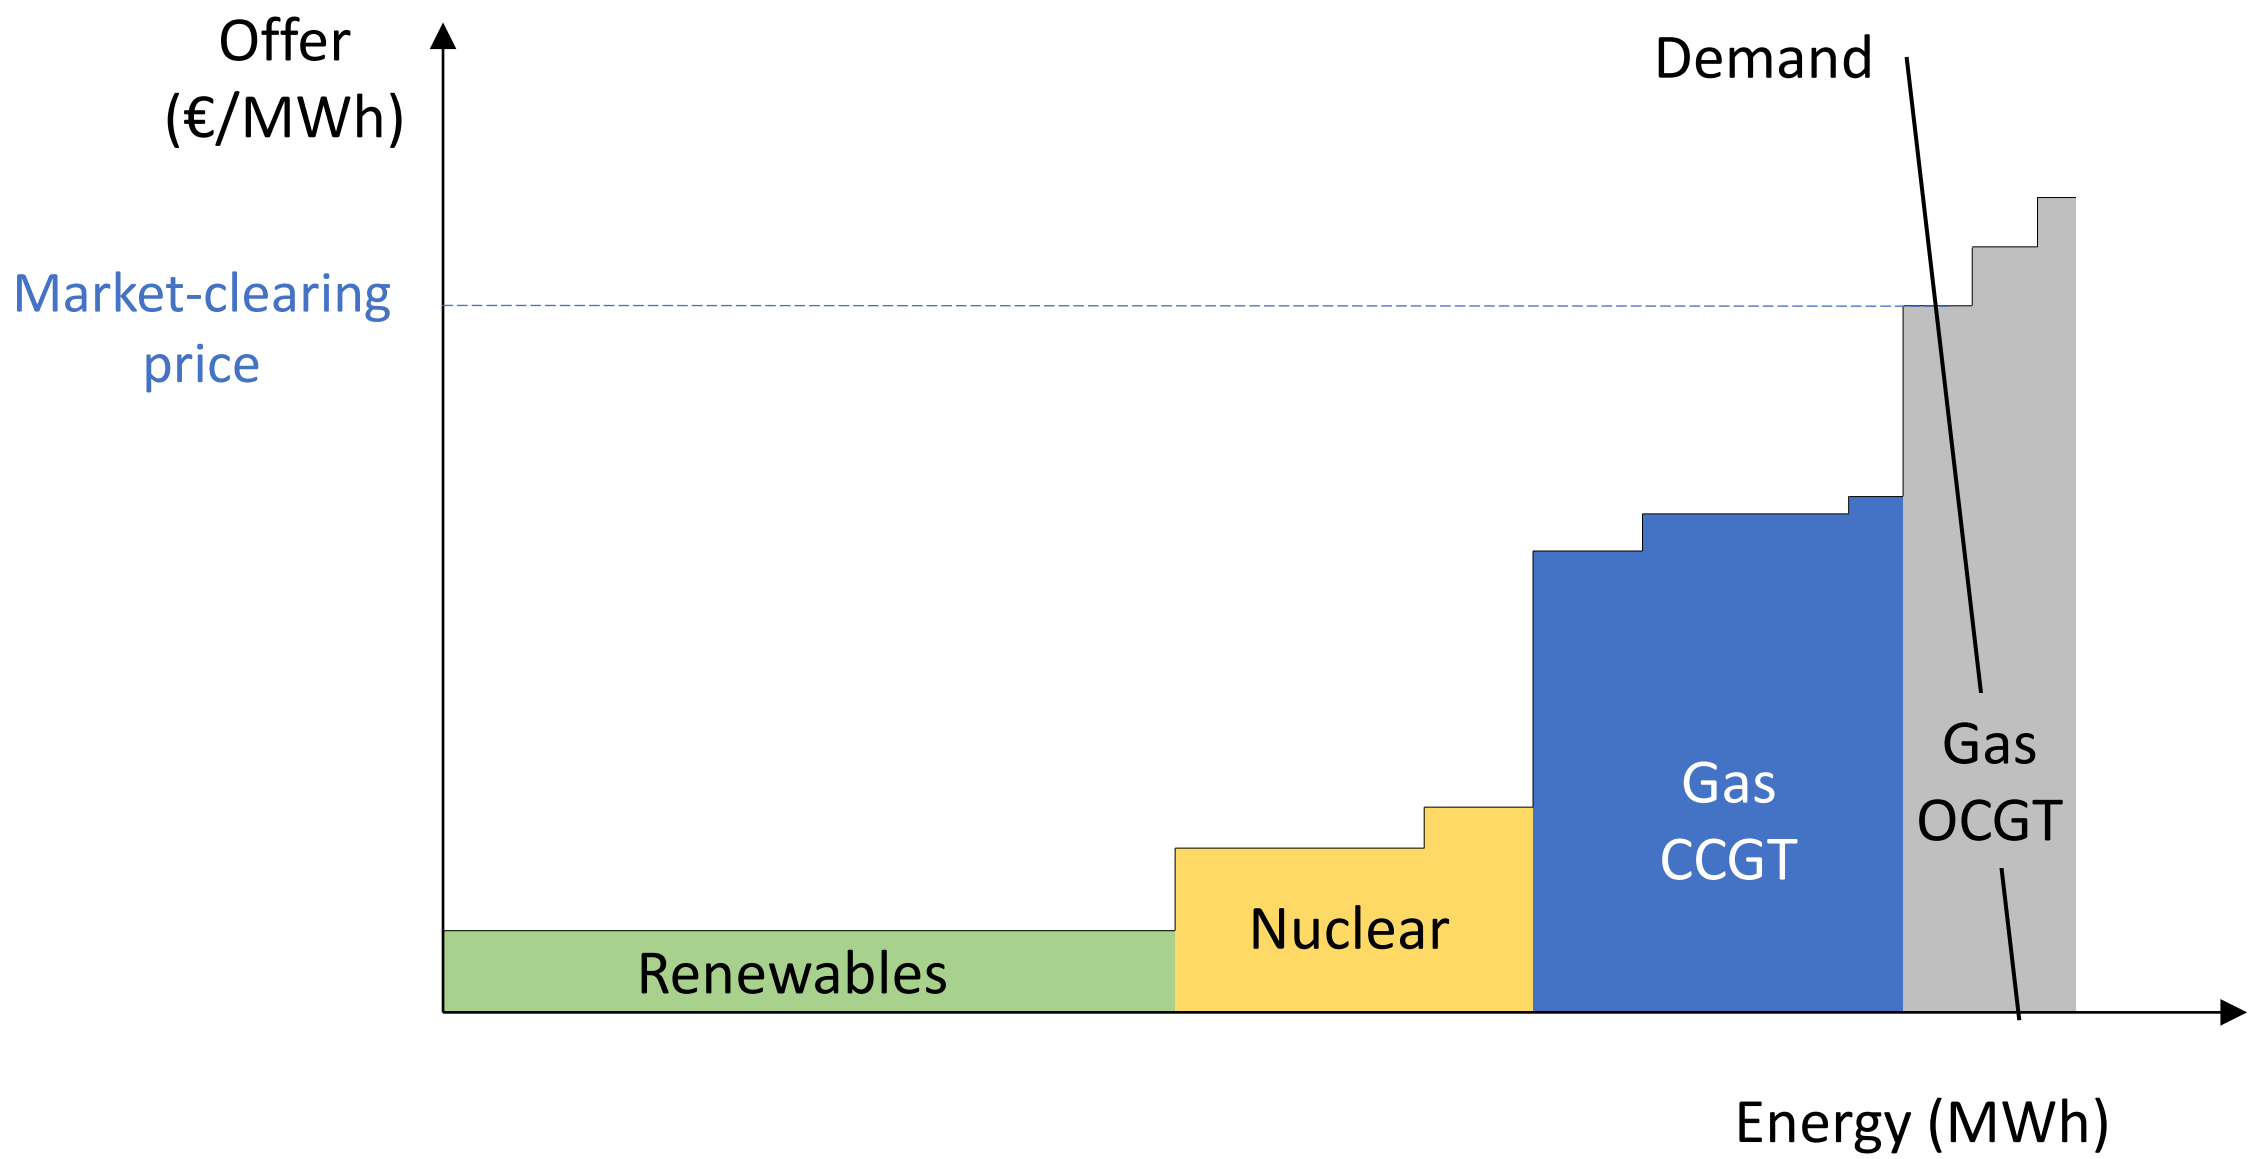 Offer
(€/MWh)
Demand
Market-clearing
price
Gas
OCGT
Gas
CCGT
Nuclear
Renewables
Energy (MWh)